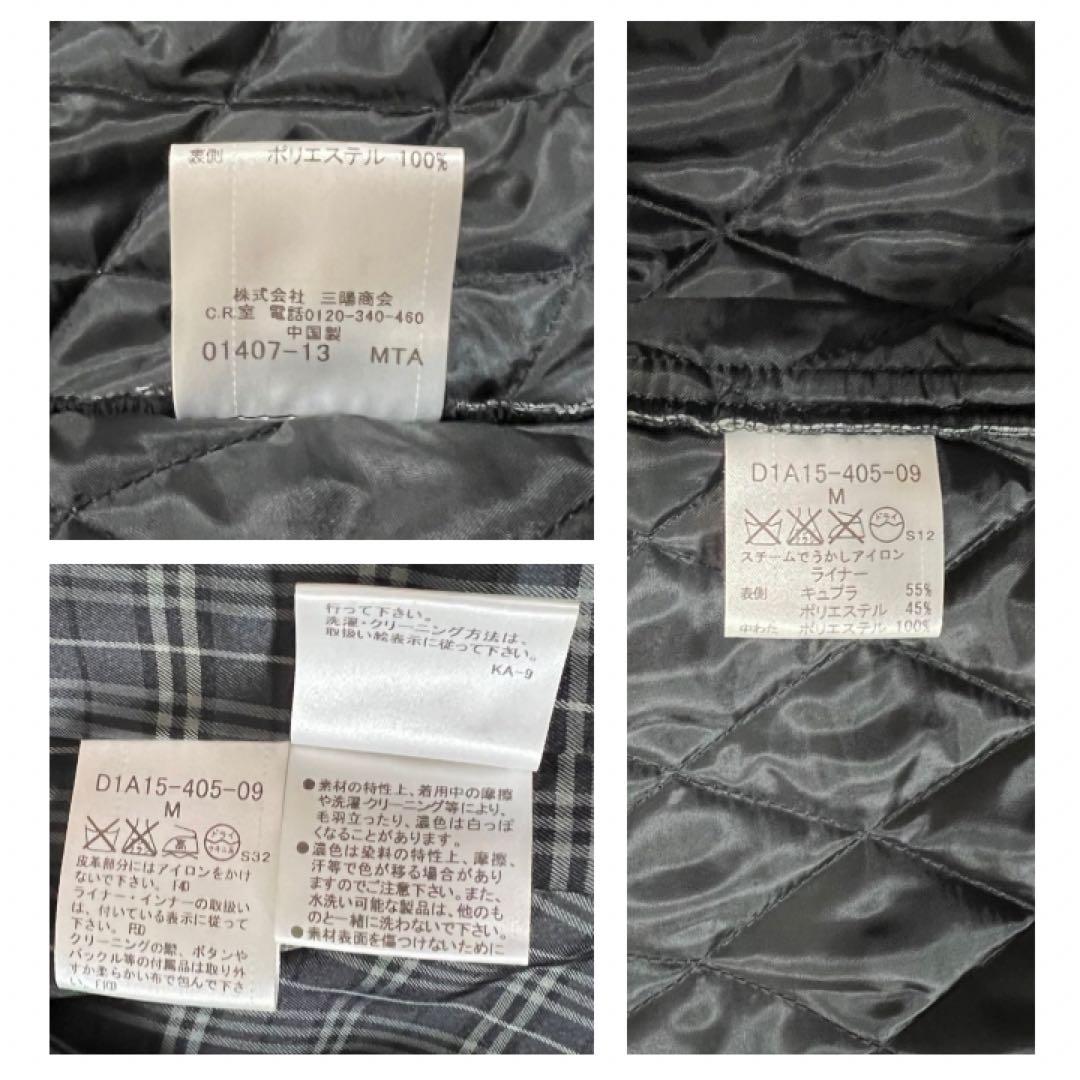 表側 ポリエステル 100%
株式会社 三陽商会
C.R.室 電話0120-340-460
中国製
01407-13 MTA
D1A15-405-09
M
ドライ
S12
スチームでうかしアイロン
ライナー
表側 キュプラ 55%
ポリエステル 45%
中わた ポリエステル 100%
行って下さい。
洗濯・クリーニング方法は、
取扱い絵表示に従って下さい。
KA-9
D1A15-405-09
M
高
ドライ
S32
皮革部分にはアイロンをかけ
ないで下さい。
ライナー・インナーの取扱い
は、付いている表示に従って
下さい。
クリーニングの際、ボタンや
バックル等の付属品は取り外
すか柔らかい布で包んで下さ
い。
●素材の特性上、着用中の摩擦
や洗濯・クリーニング等により、
毛羽立ったり、濃色は白っぽ
くなることがあります。
●濃色は染料の特性上、摩擦、
汗等で色が移る場合があり
ますのでご注意下さい。また、
水洗い可能な製品は、他のも
のと一緒に洗わないで下さい。
●素材表面を傷つけないために